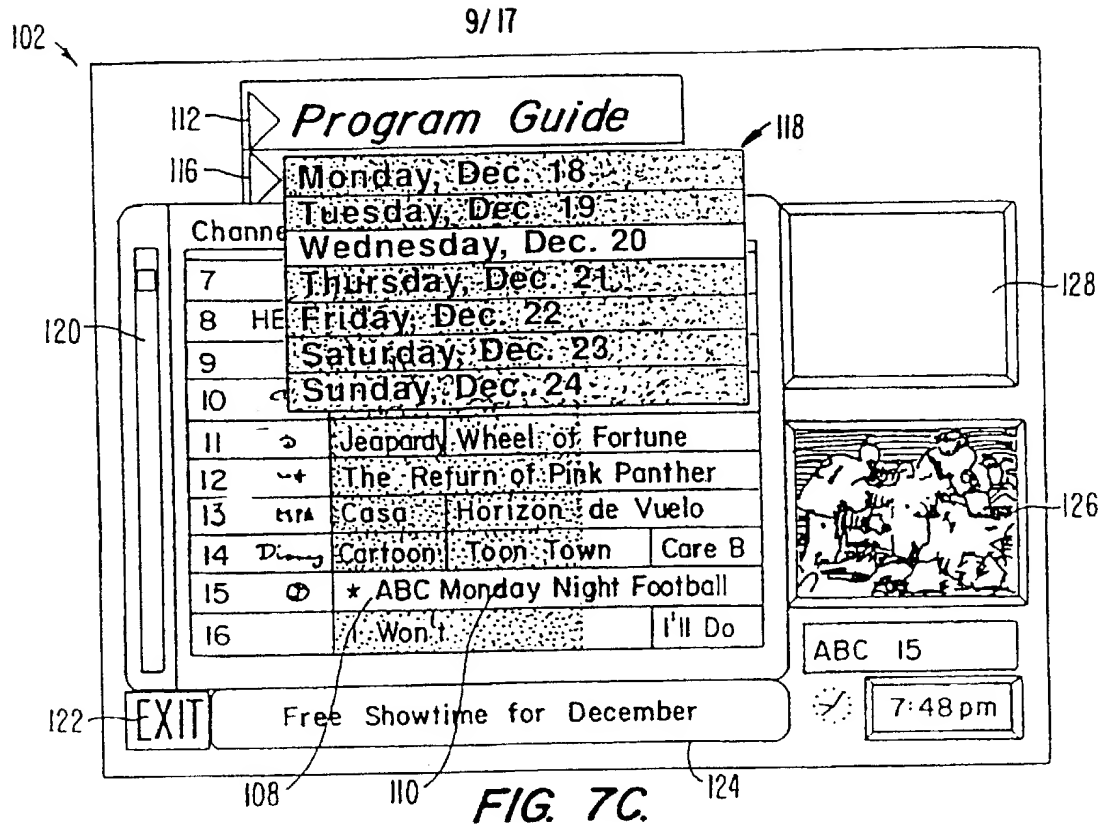 9/17
102
112
Program Guide
118
116
Monday, Dec. 18
Tuesday, Dec. 19
Channe
Wednesday, Dec. 20
7
Thursday, Dec. 21
128
8 HE
Friday, Dec. 22
120
9
Saturday, Dec. 23
10
Sunday, Dec. 24
11 Jeapardy Wheel of Fortune
12 The Return of Pink Panther
13 Casa Horizon de Vuelo
126
14 Disney Cartoon Toon Town Care B
15 ★ ABC Monday Night Football
16 I Won't I'll Do
ABC 15
122
EXIT
Free Showtime for December
7:48 pm
108
110
124
FIG. 7C.